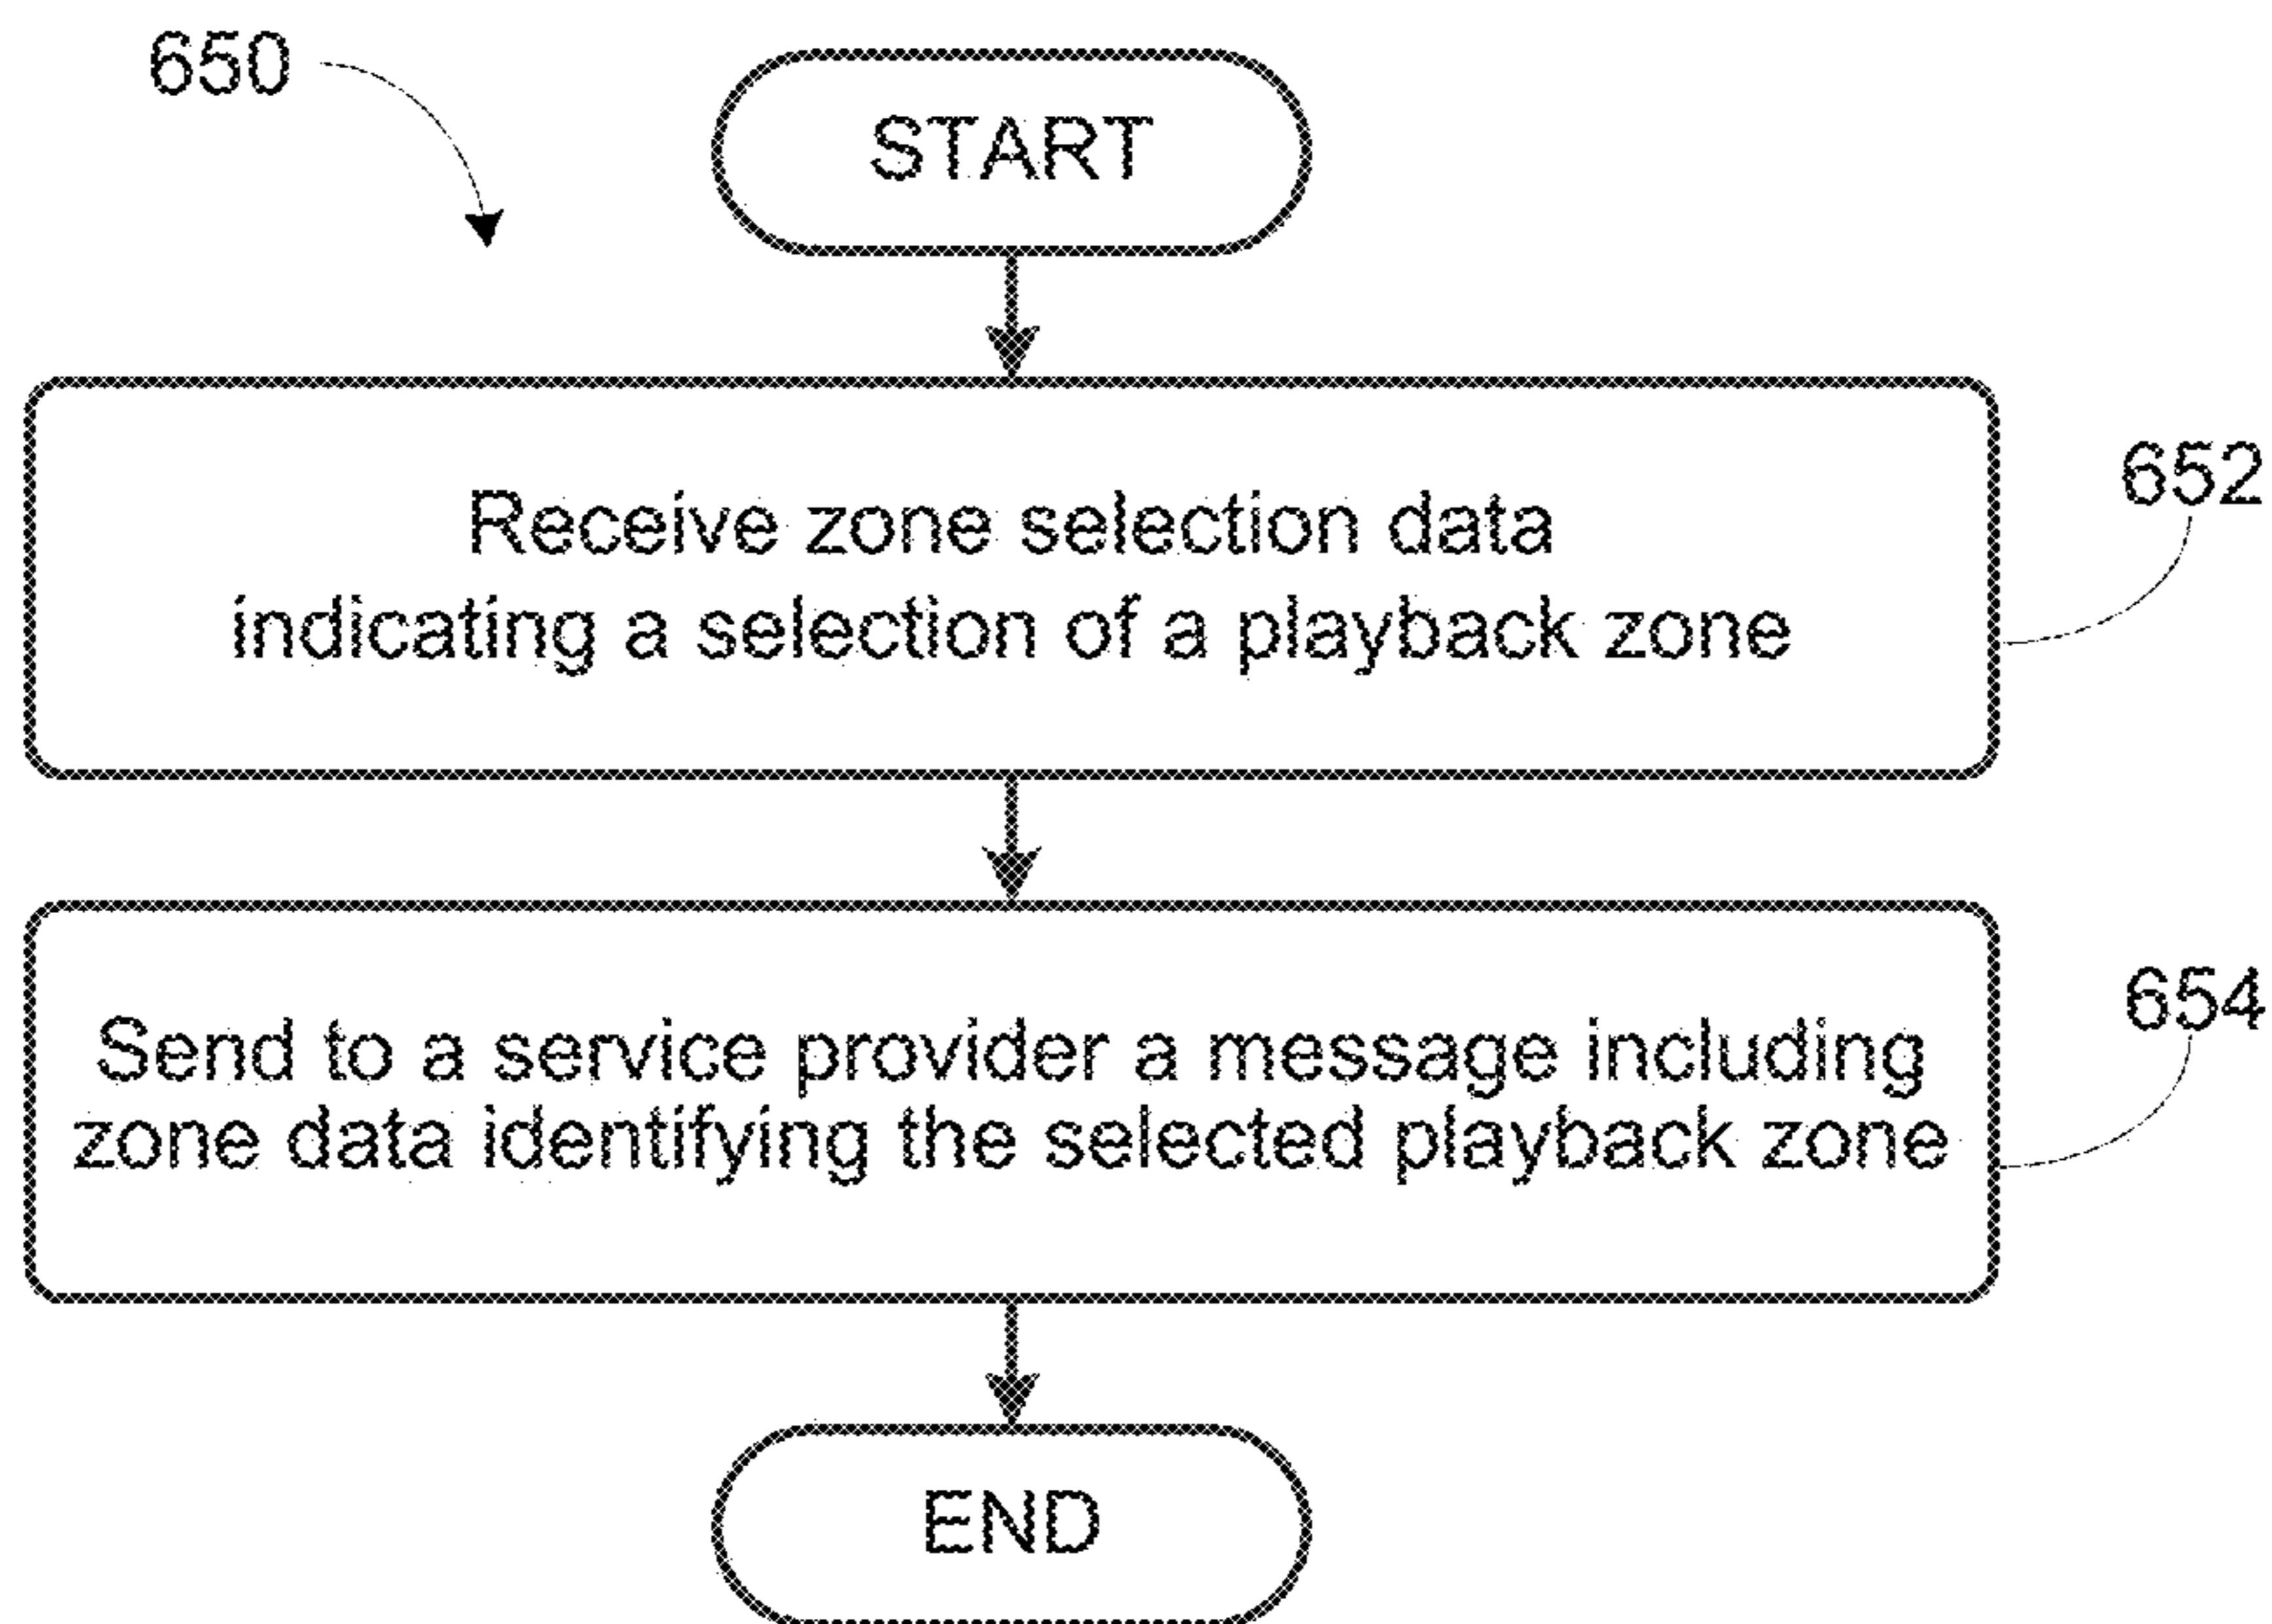 650
START
Receive zone selection data
indicating a selection of a playback zone
652
Send to a service provider a message including
zone data identifying the selected playback zone
654
END